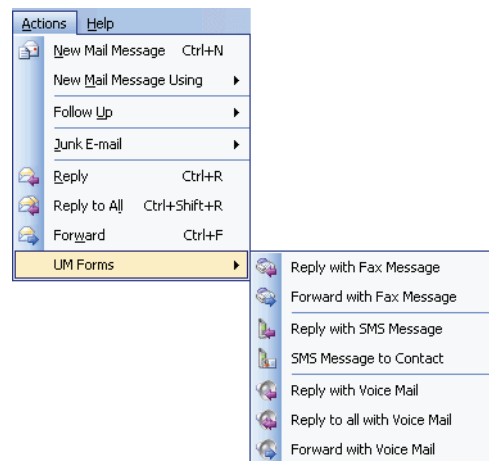 Actions Help
New Mail Message Ctrl+N
New Mail Message Using
Follow Up
Junk E-mail
Reply Ctrl+R
Reply to All Ctrl+Shift+R
Forward Ctrl+F
UM Forms
Reply with Fax Message
Forward with Fax Message
Reply with SMS Message
SMS Message to Contact
Reply with Voice Mail
Reply to all with Voice Mail
Forward with Voice Mail